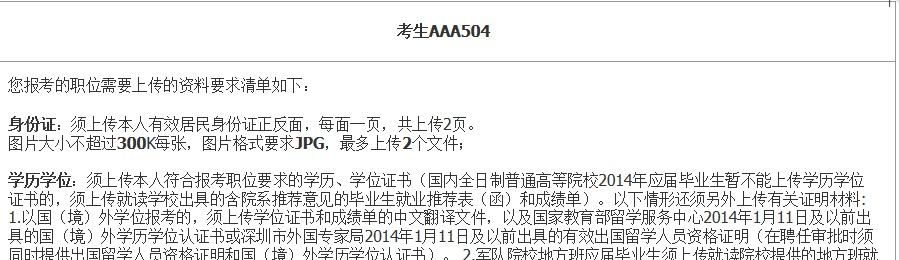 考生AAA504
您报考的职位需要上传的资料要求清单如下：
身份证：须上传本人有效居民身份证正反面，每面一页，共上传2页。
图片大小不超过300K每张，图片格式要求JPG，最多上传2个文件；
学历学位：须上传本人符合报考职位要求的学历、学位证书（国内全日制普通高等院校2014年应届毕业生暂不能上传学历学位
证书的，须上传就读学校出具的含院系推荐意见的毕业生就业推荐表（函）和成绩单）。以下情形还须另外上传有关证明材料：
1.以国（境）外学位报考的，须上传学位证书和成绩单的中文翻译文件，以及国家教育部留学服务中心2014年1月11日及以前出
具的国（境）外学历学位认证书或深圳市外国专家局2014年1月11日及以前出具的有效出国留学人员资格证明（在聘任审批时须
同时提供出国留学人员资格证明和国（境）外学历学位认证书）。 2.军队院校地方班应届毕业生须上传就读院校提供的地方班就